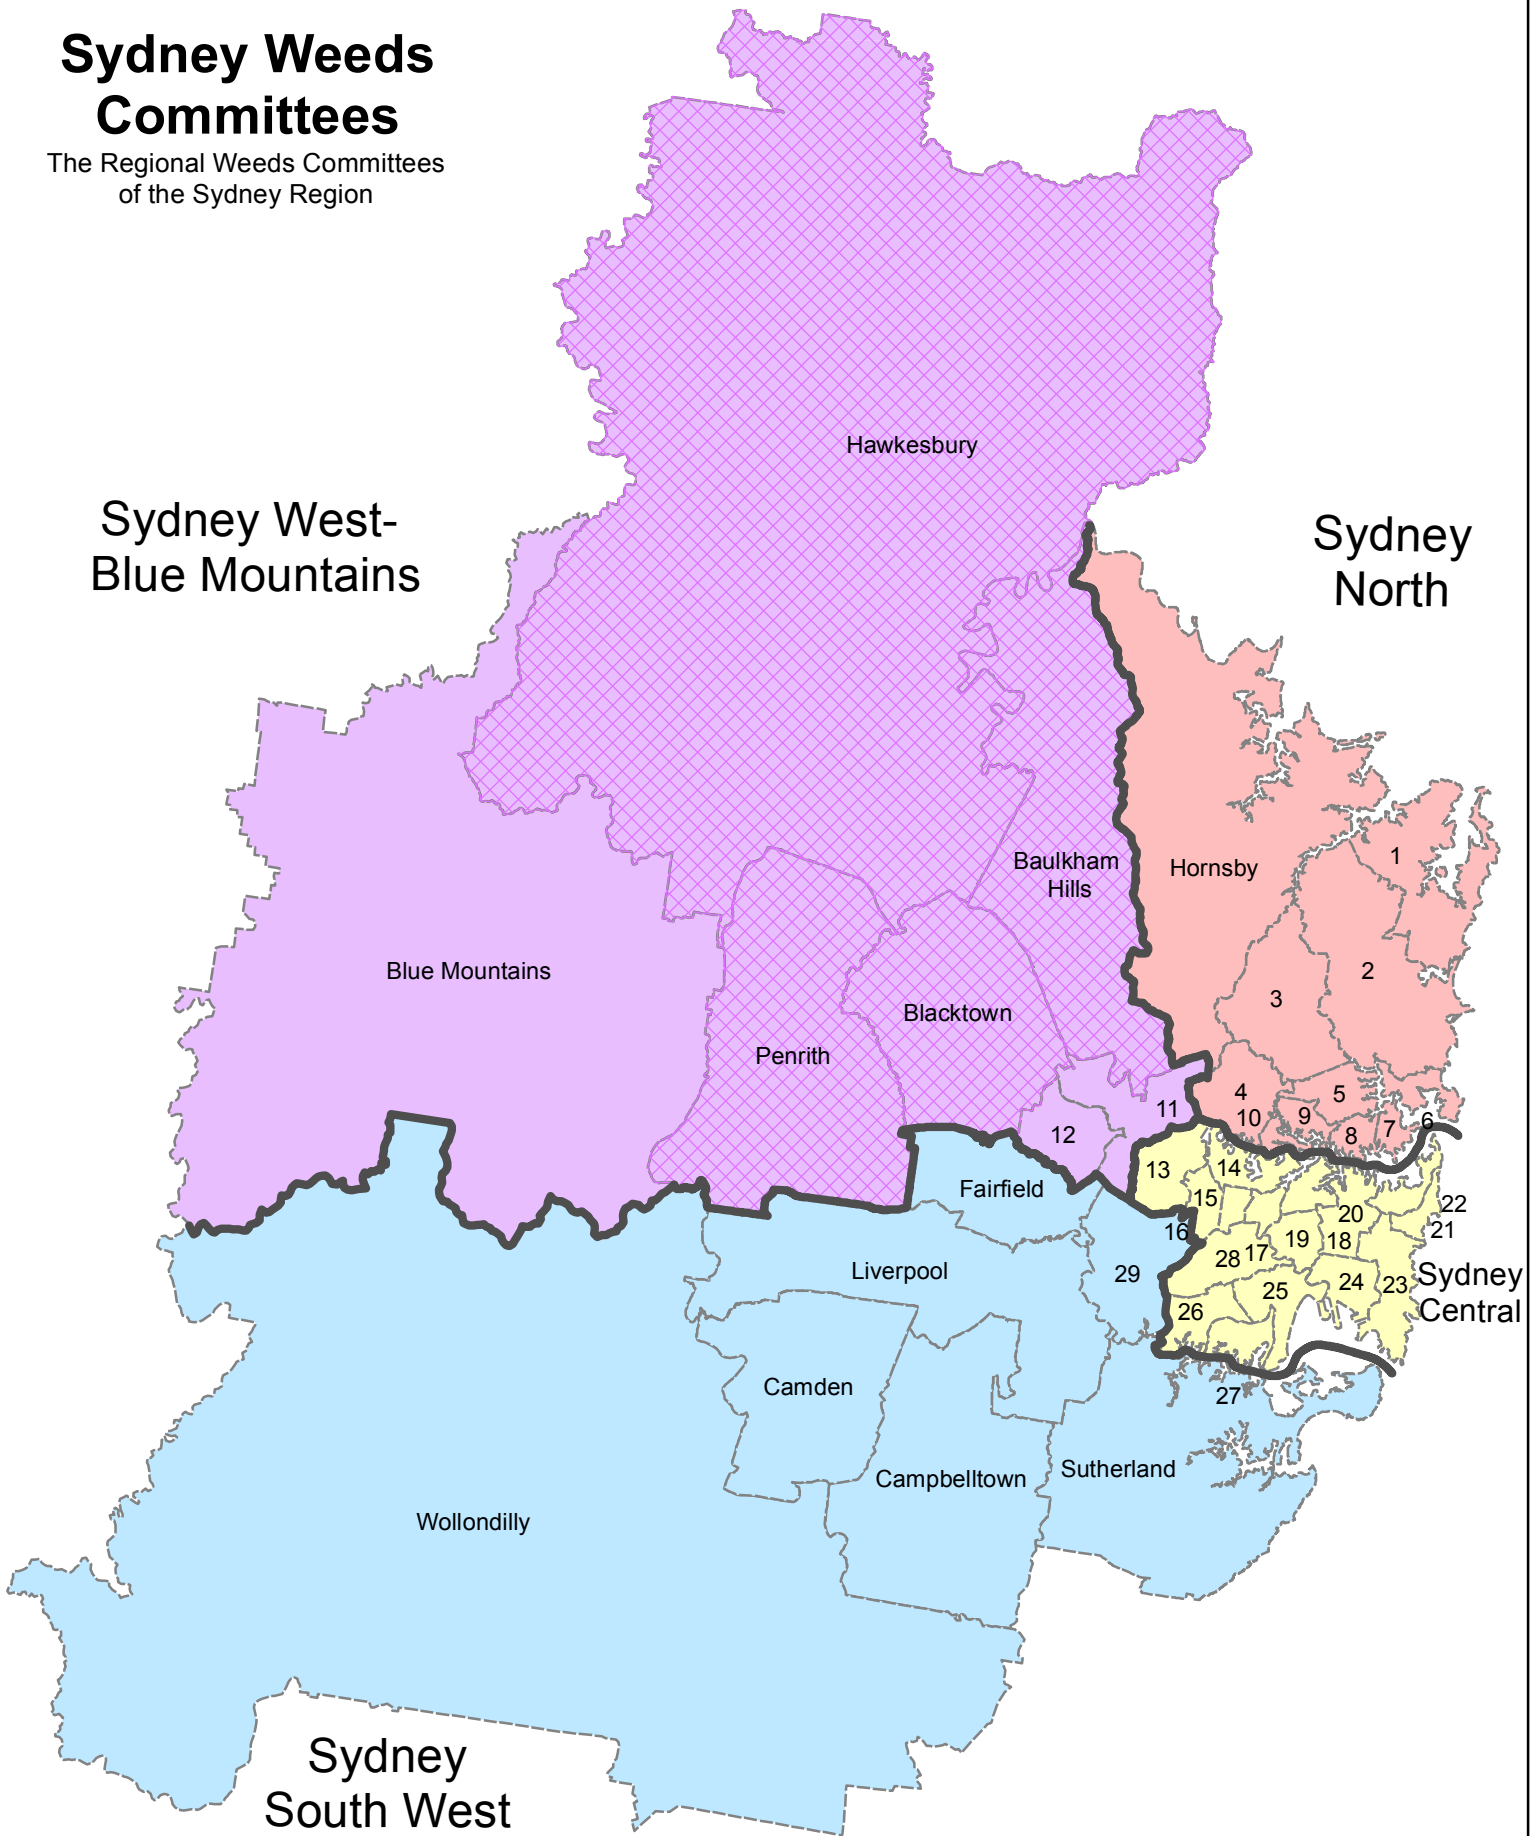 Sydney Weeds
Committees
The Regional Weeds Committees
of the Sydney Region
Hawkesbury
Sydney West-
Blue Mountains
Sydney
North
Baulkham
Hills
Hornsby
1
2
3
Blue Mountains
Blacktown
Penrith
4
5
6
7
8
9
10
11
12
13
14
15
16
17
18
19
20
21
22
23
24
25
26
27
28
29
Fairfield
Liverpool
Sydney
Central
Camden
Campbelltown
Sutherland
Wollondilly
Sydney
South West